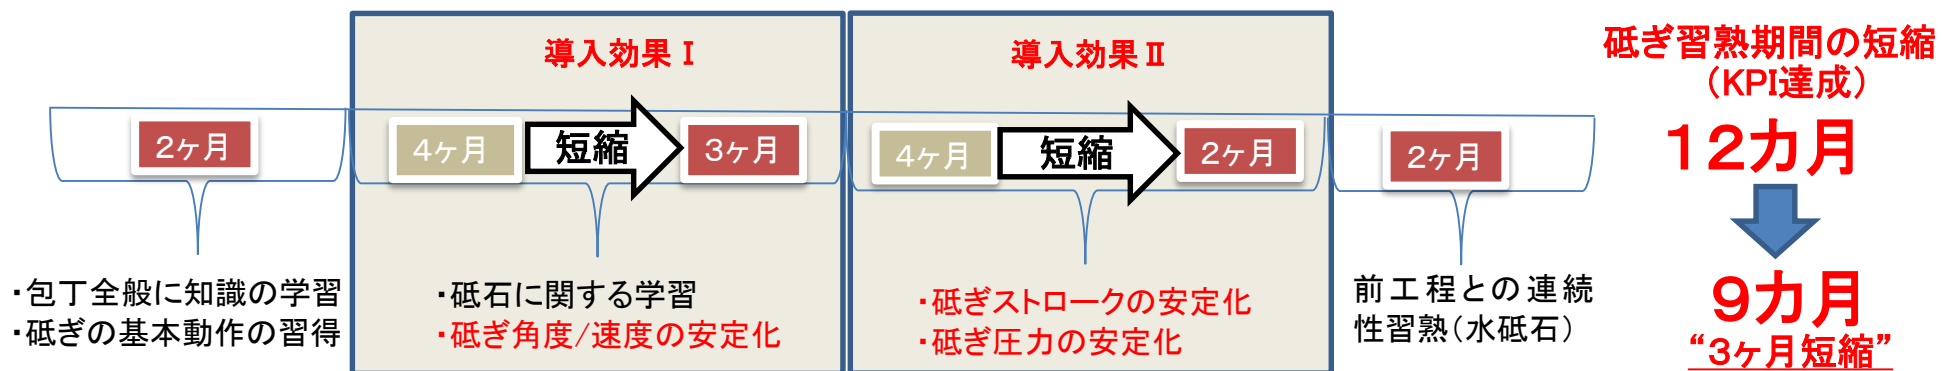 導入効果Ⅰ
導入効果Ⅱ
砥ぎ習熟期間の短縮
（KPI達成）
2ヶ月
4ヶ月
短縮
3ヶ月
4ヶ月
短縮
2ヶ月
2ヶ月
１２カ月
・包丁全般に知識の学習
・砥ぎの基本動作の習得
・砥石に関する学習
・砥ぎ角度/速度の安定化
・砥ぎストロークの安定化
・砥ぎ圧力の安定化
前工程との連続
性習熟（水砥石）
９カ月
“3ヶ月短縮”